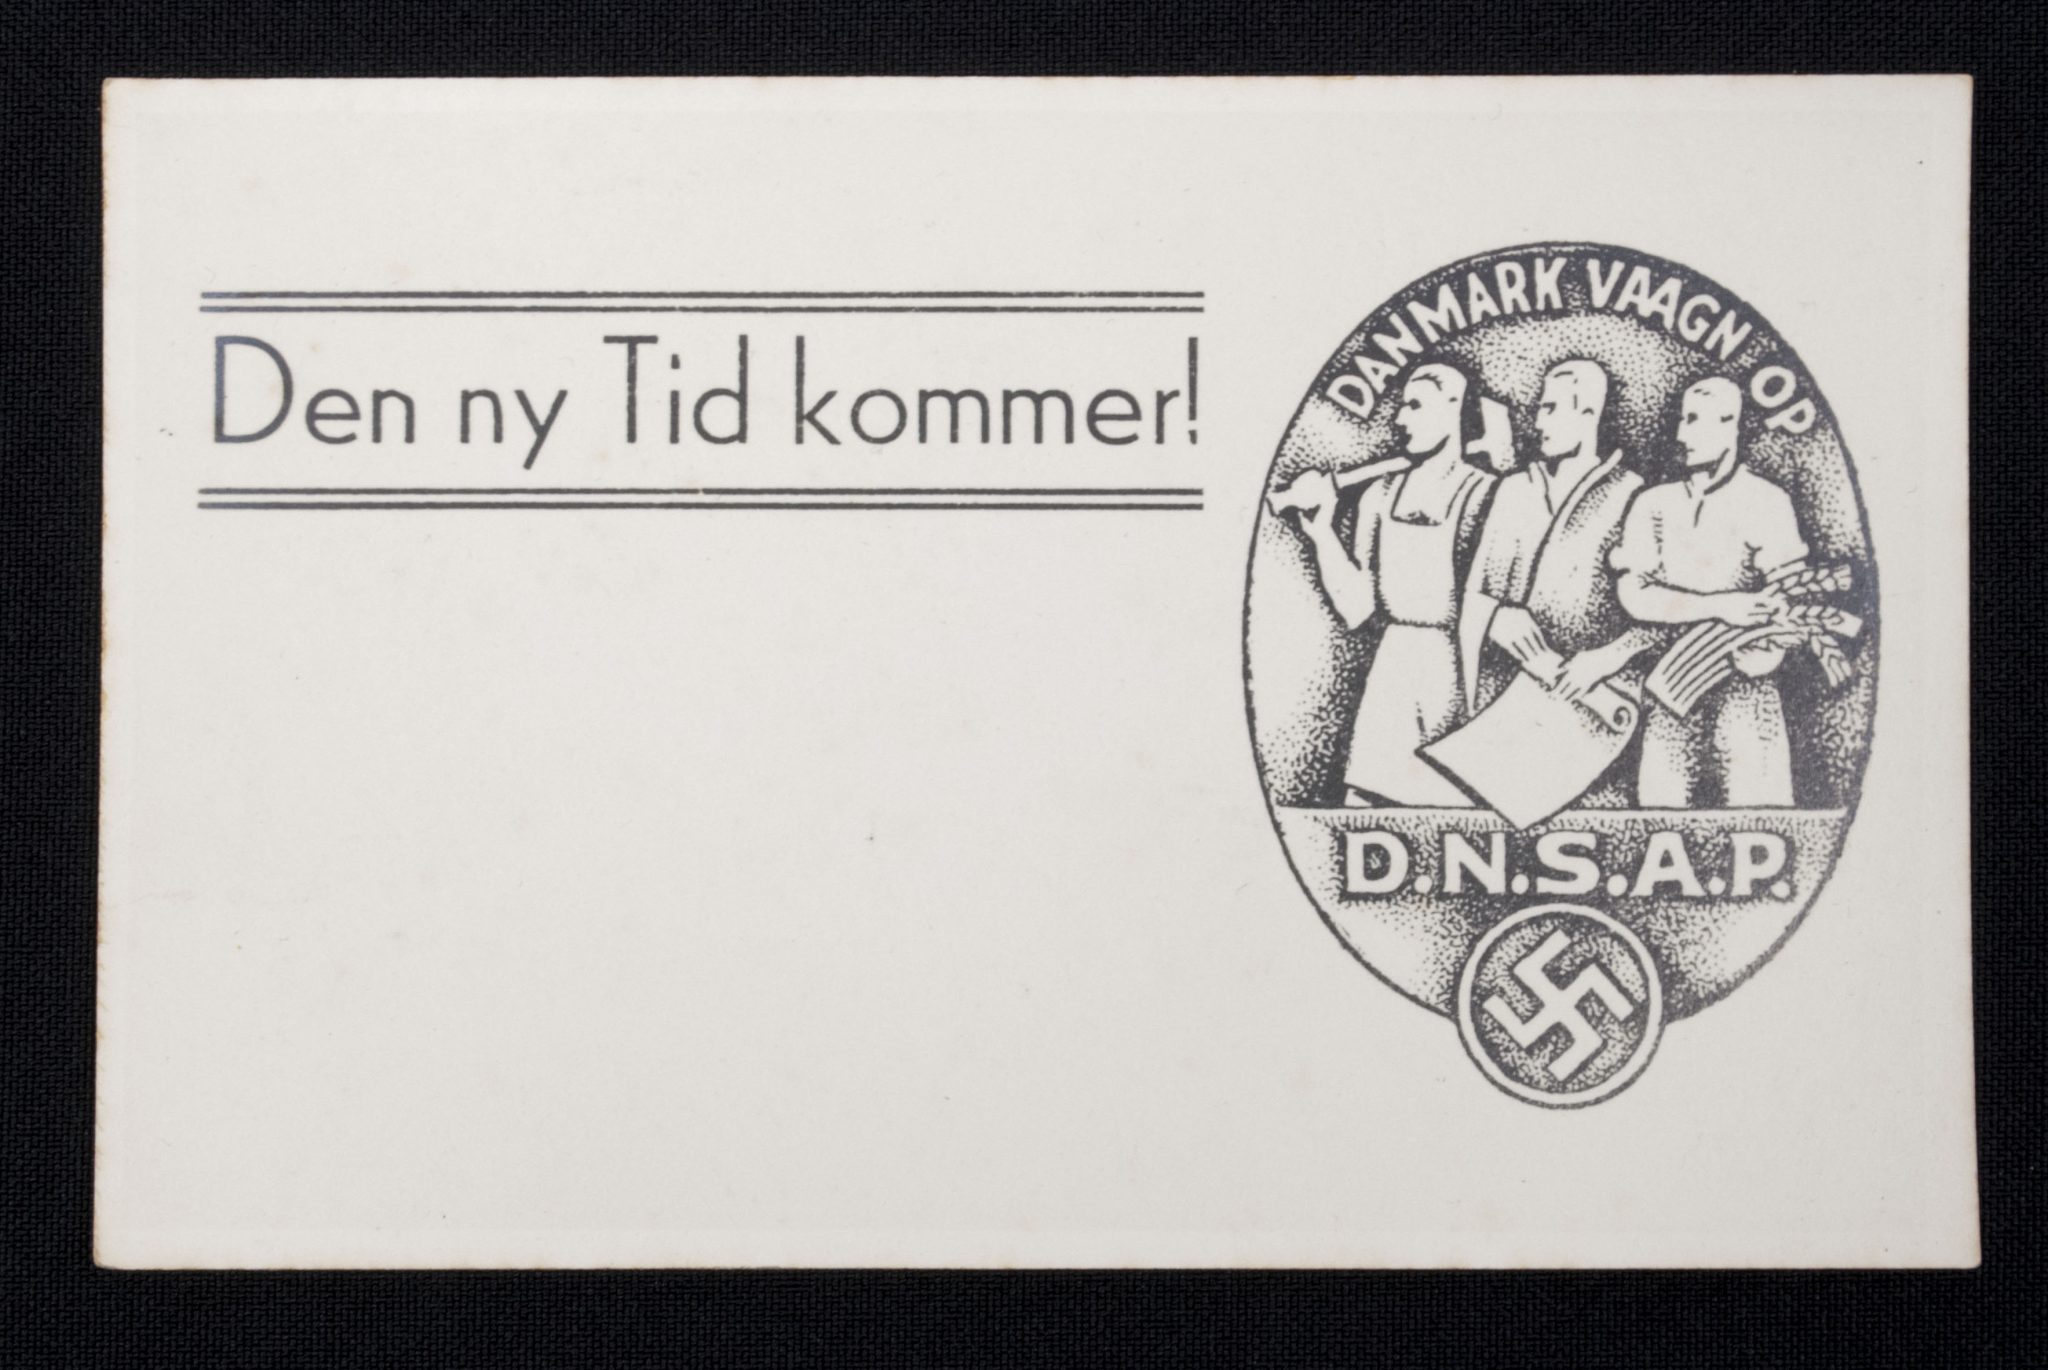 Den ny Tid kommer!
DANMARK VAAGN OP
D.N.S.A.P.